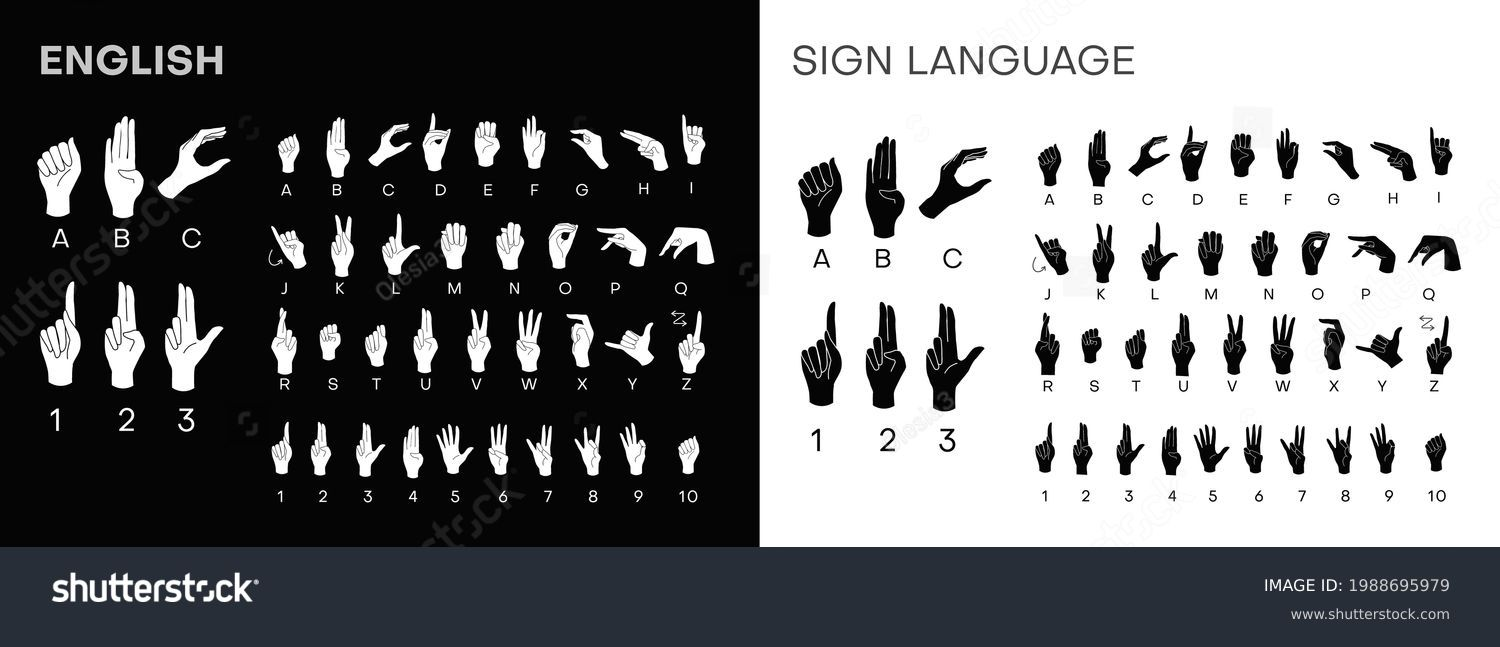 ENGLISH
A B C
1 2 3
A B C D E F G H I
J K L M N O P Q
R S T U V W X Y Z
1 2 3 4 5 6 7 8 9 10
SIGN LANGUAGE
A B C
1 2 3
A B C D E F G H I
J K L M N O P Q
R S T U V W X Y Z
1 2 3 4 5 6 7 8 9 10
shutterstock
IMAGE ID: 1988695979
www.shutterstock.com